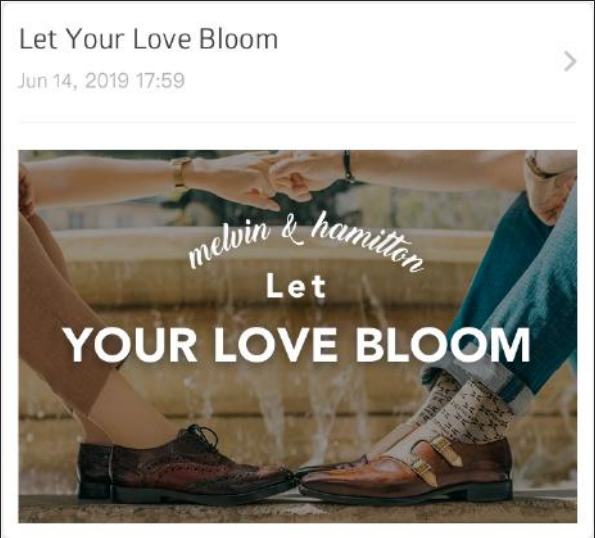 Let Your Love Bloom
Jun 14, 2019 17:59
melvin & hamilton
Let
YOUR LOVE BLOOM